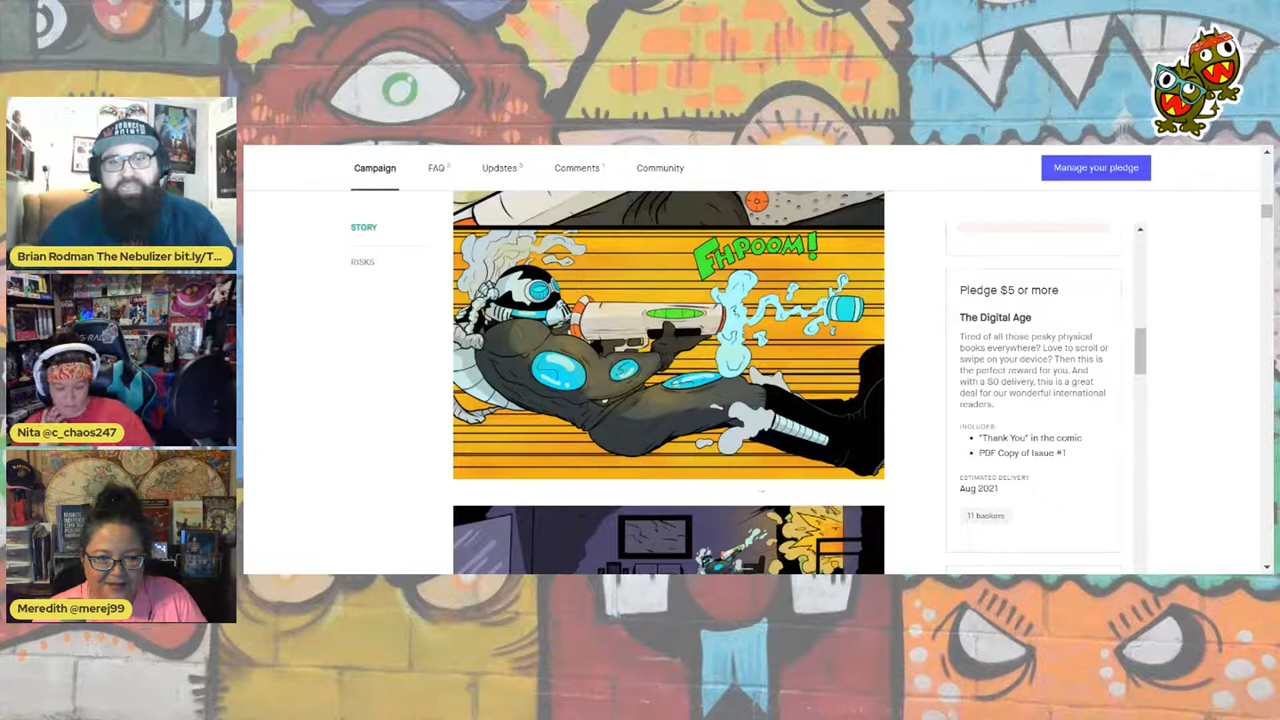 Campaign
FAQ 3
Updates 5
Comments 1
Community
Manage your pledge
STORY
RISKS
FHPOOM!
Pledge $5 or more
The Digital Age
Tired of all those pesky physical
books everywhere? Love to scroll or
swipe on your device? Then this is
the perfect reward for you. And
with a $0 delivery, this is a great
deal for our wonderful international
readers.
INCLUDES:
"Thank You" in the comic
PDF Copy of Issue #1
ESTIMATED DELIVERY
Aug 2021
11 backers
Brian Rodman The Nebulizer bit.ly/T...
Nita @c_chaos247
Meredith @merej99